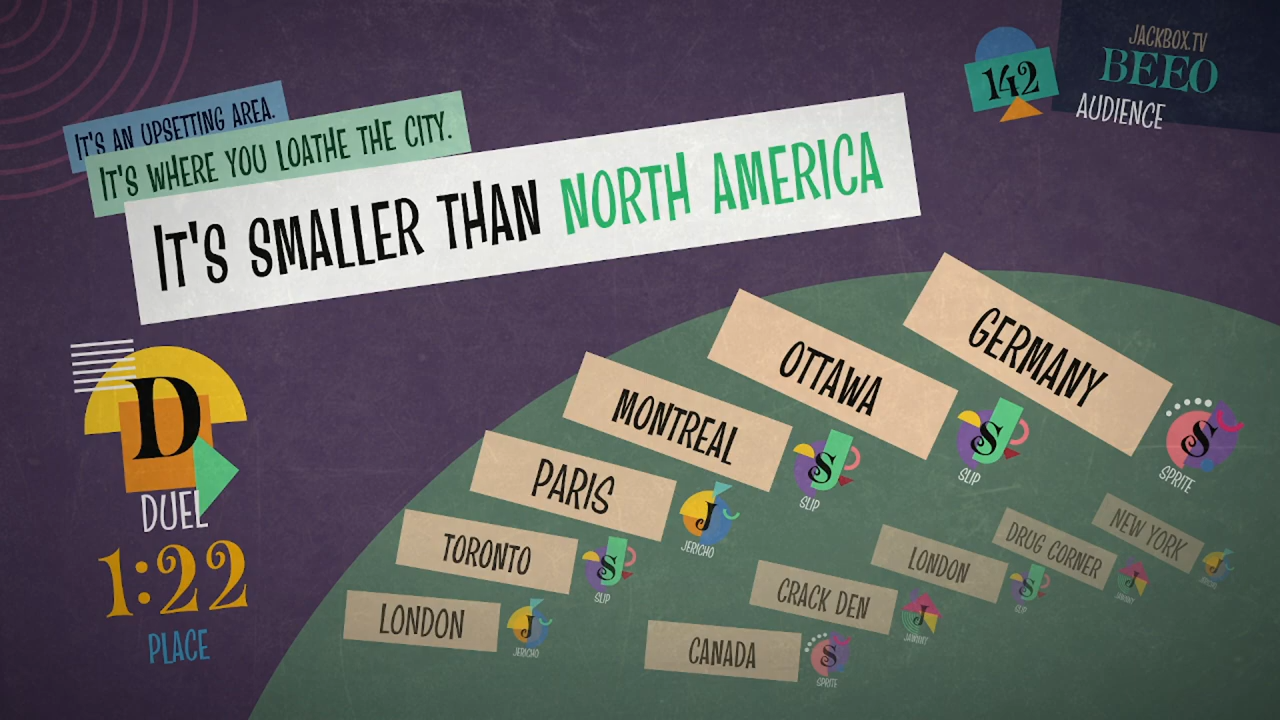 JACKBOX.TV
BEEO
142
AUDIENCE
IT'S AN UPSETTING AREA.
IT'S WHERE YOU LOATHE THE CITY.
IT'S SMALLER THAN NORTH AMERICA
D
DUEL
1:22
PLACE
GERMANY
S
SPRITE
OTTAWA
S
SLIP
MONTREAL
S
SLIP
PARIS
J
JERICHO
TORONTO
S
SLIP
LONDON
J
JERICHO
NEW YORK
J
JERICHO
DRUG CORNER
J
LONDON
S
SLIP
CRACK DEN
J
CANADA
S
SPRITE